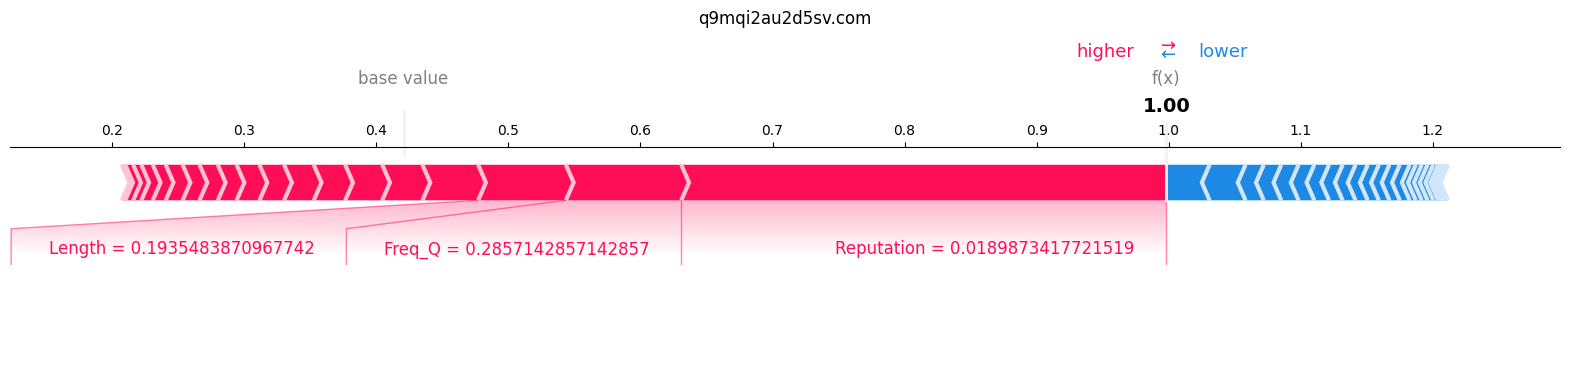 q9mqi2au2d5sv.com
higher ⇄ lower
base value f(x)
1.00
0.2 0.3 0.4 0.5 0.6 0.7 0.8 0.9 1.0 1.1 1.2
Length = 0.1935483870967742 Freq_Q = 0.2857142857142857 Reputation = 0.0189873417721519